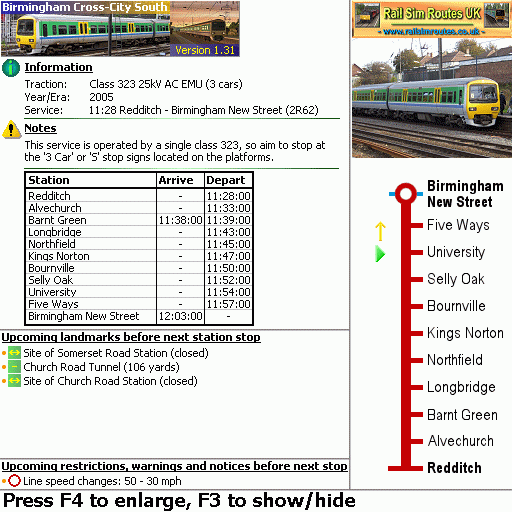 Birmingham Cross-City South
Version 1.31
Rail Sim Routes UK
- www.railsimroutes.co.uk -
Information
Traction: Class 323 25kV AC EMU (3 cars)
Year/Era: 2005
Service: 11:28 Redditch - Birmingham New Street (2R62)
Notes
This service is operated by a single class 323, so aim to stop at
the '3 Car' or 'S' stop signs located on the platforms.
Station Arrive Depart
Redditch - 11:28:00
Alvechurch - 11:33:00
Barnt Green 11:38:00 11:39:00
Longbridge - 11:43:00
Northfield - 11:45:00
Kings Norton - 11:47:00
Bournville - 11:50:00
Selly Oak - 11:52:00
University - 11:54:00
Five Ways - 11:57:00
Birmingham New Street 12:03:00 -
Upcoming landmarks before next station stop
Site of Somerset Road Station (closed)
Church Road Tunnel (106 yards)
Site of Church Road Station (closed)
Upcoming restrictions, warnings and notices before next stop
Line speed changes: 50 - 30 mph
Birmingham
New Street
Five Ways
University
Selly Oak
Bournville
Kings Norton
Northfield
Longbridge
Barnt Green
Alvechurch
Redditch
Press F4 to enlarge, F3 to show/hide